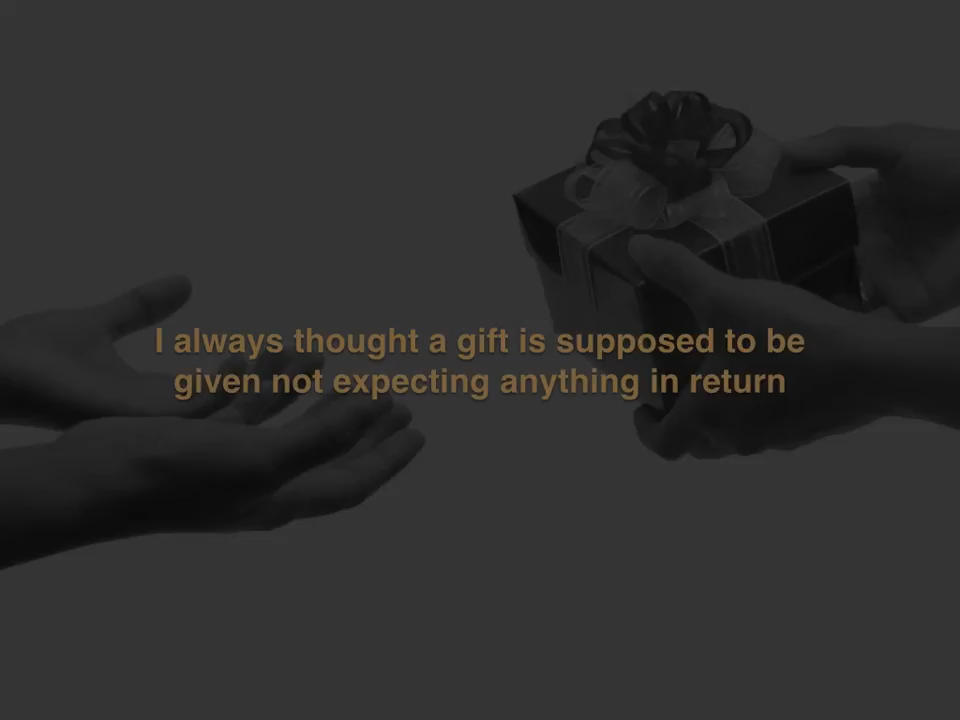 I always thought a gift is supposed to be
given not expecting anything in return